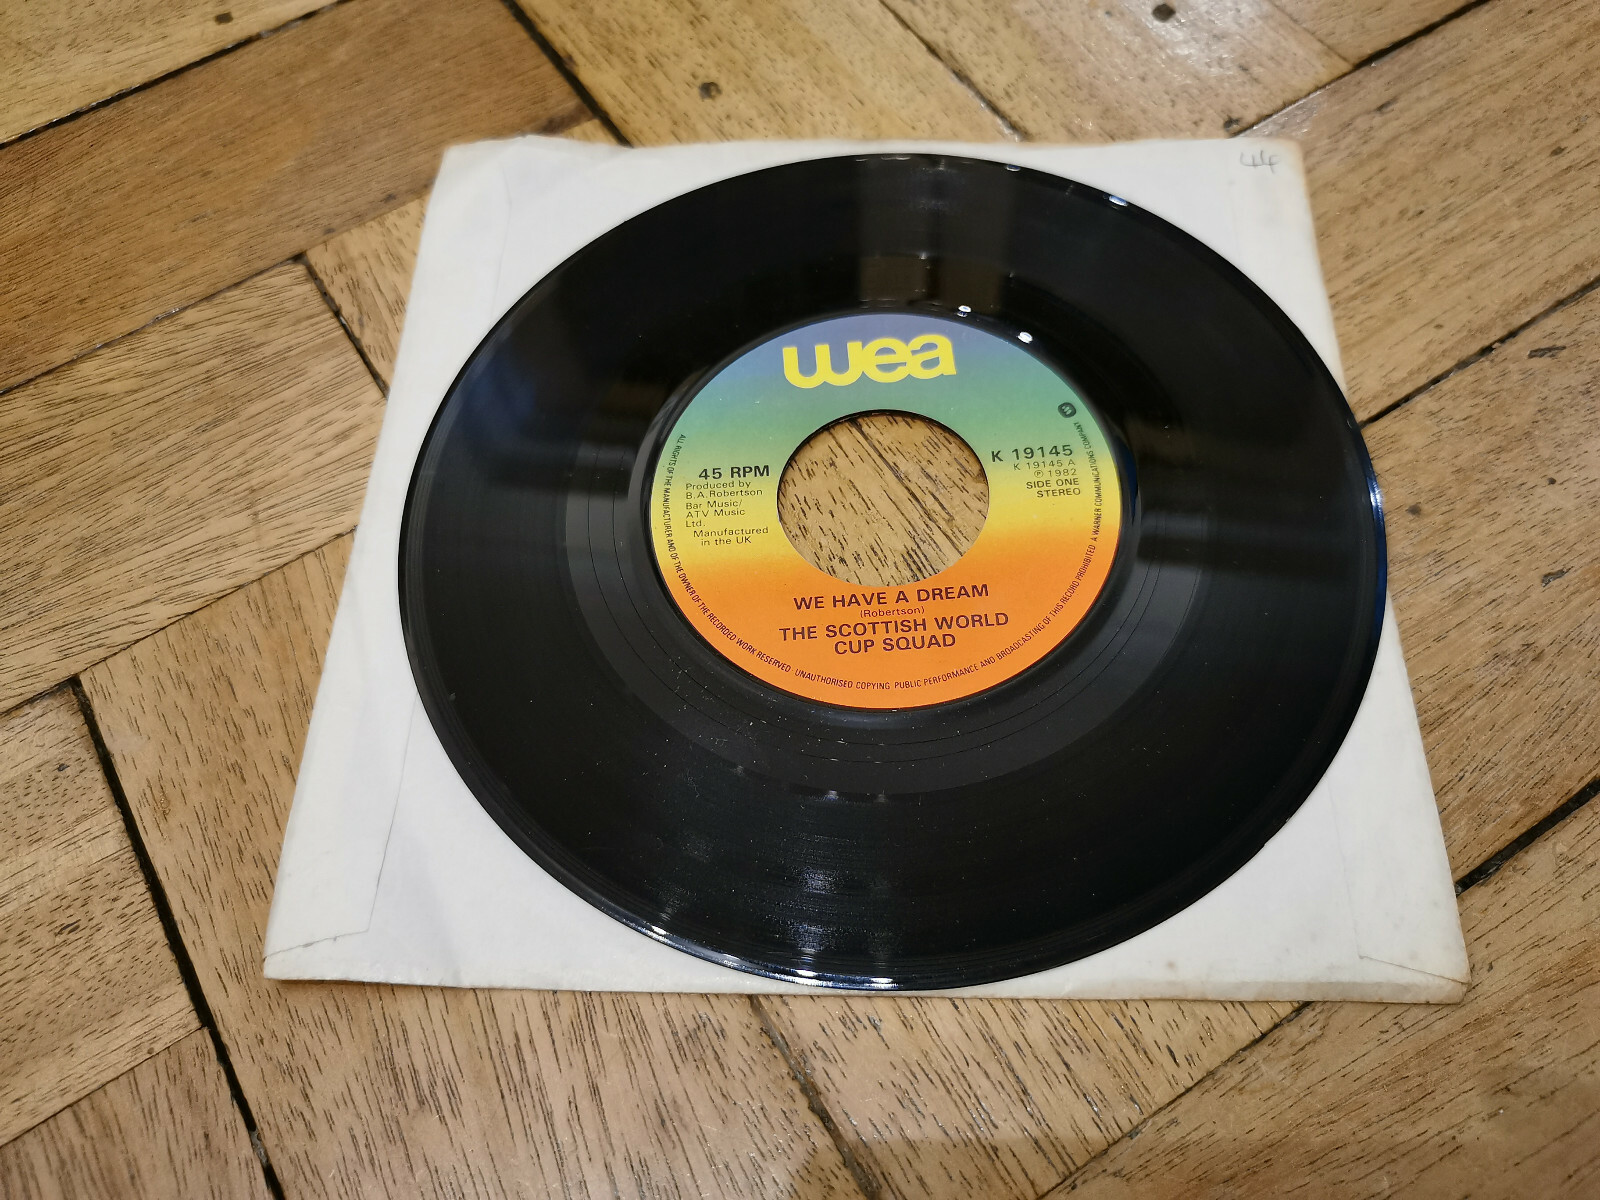 44
wea
45 RPM
Produced by
B.A.Robertson
Bar Music/
ATV Music
Ltd.
Manufactured
in the UK
K 19145
K 19145 A
℗ 1982
SIDE ONE
STEREO
WE HAVE A DREAM
(Robertson)
THE SCOTTISH WORLD
CUP SQUAD
ALL RIGHTS OF THE MANUFACTURER AND OF THE OWNER OF THE RECORDED WORK RESERVED. UNAUTHORISED COPYING PUBLIC PERFORMANCE AND BROADCASTING OF THIS RECORD PROHIBITED. A WARNER COMMUNICATIONS COMPANY